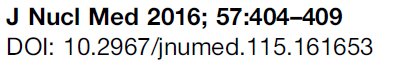 J Nucl Med 2016; 57:404–409
DOI: 10.2967/jnumed.115.161653